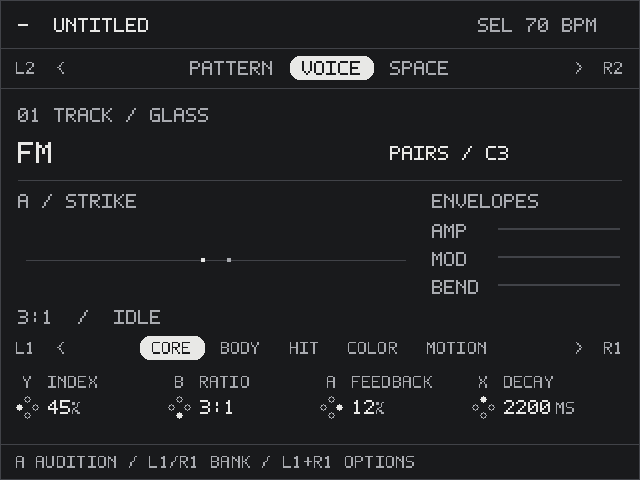 — UNTITLED SEL 70 BPM
L2 < PATTERN VOICE SPACE > R2
01 TRACK / GLASS
FM PAIRS / C3
A / STRIKE ENVELOPES
AMP
MOD
BEND
3:1 / IDLE
L1 < CORE BODY HIT COLOR MOTION > R1
Y INDEX B RATIO A FEEDBACK X DECAY
45% 3:1 12% 2200 MS
A AUDITION / L1/R1 BANK / L1+R1 OPTIONS